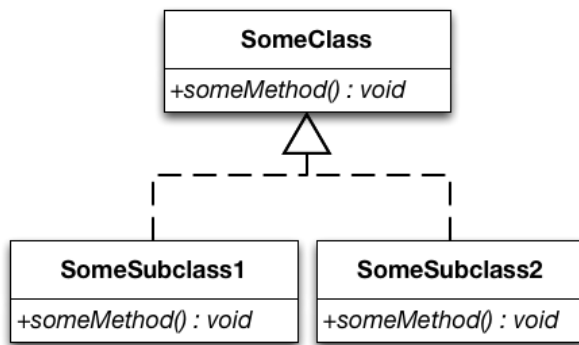 SomeClass
+someMethod() : void
SomeSubclass1
+someMethod() : void
SomeSubclass2
+someMethod() : void